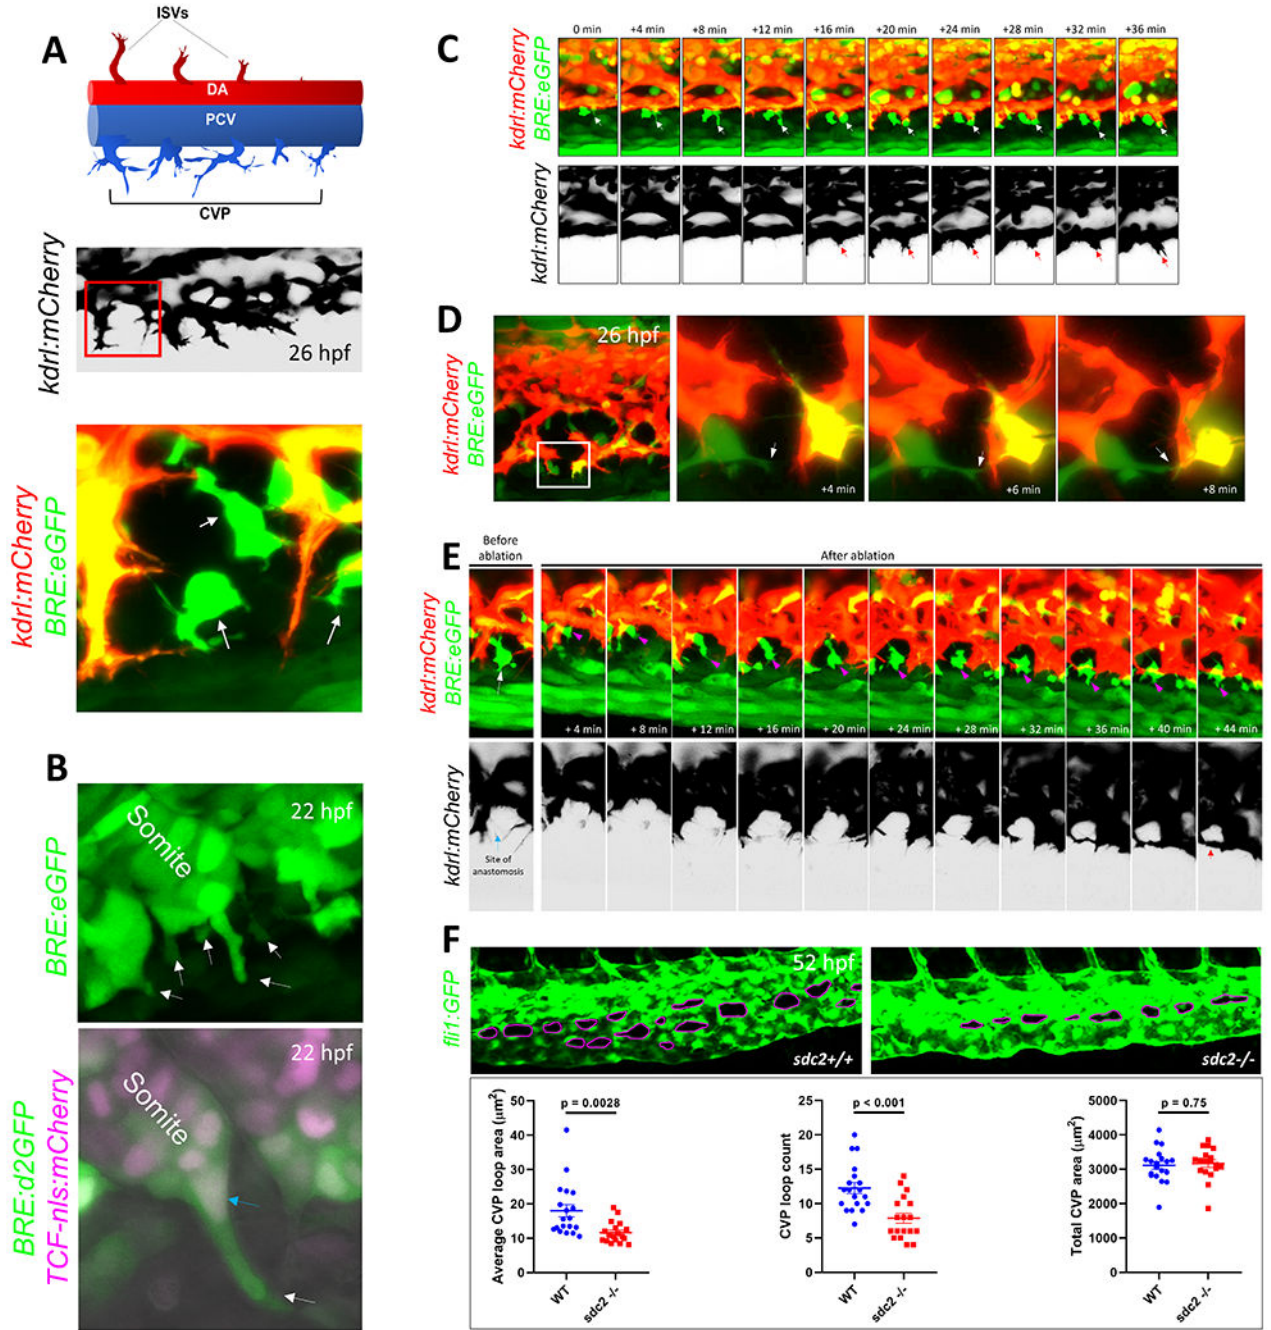 A
ISVs
DA
PCV
CVP
kdrl:mCherry
26 hpf
kdrl:mCherry
BRE:eGFP
B
BRE:eGFP
Somite
22 hpf
BRE:d2GFP
TCF-nls:mCherry
Somite
22 hpf
C
0 min
+4 min
+8 min
+12 min
+16 min
+20 min
+24 min
+28 min
+32 min
+36 min
kdrl:mCherry
BRE:eGFP
kdrl:mCherry
D
kdrl:mCherry
BRE:eGFP
26 hpf
+4 min
+6 min
+8 min
E
Before
ablation
After ablation
kdrl:mCherry
BRE:eGFP
+ 4 min
+ 8 min
+ 12 min
+ 16 min
+ 20 min
+ 24 min
+ 28 min
+ 32 min
+ 36 min
+ 40 min
+ 44 min
kdrl:mCherry
Site of
anastomosis
F
fli1:GFP
52 hpf
sdc2+/+
sdc2-/-
Average CVP loop area (μm²)
50
40
30
20
10
0
p = 0.0028
WT
sdc2 -/-
CVP loop count
25
20
15
10
5
0
p < 0.001
WT
sdc2 -/-
Total CVP area (μm²)
5000
4000
3000
2000
1000
0
p = 0.75
WT
sdc2 -/-